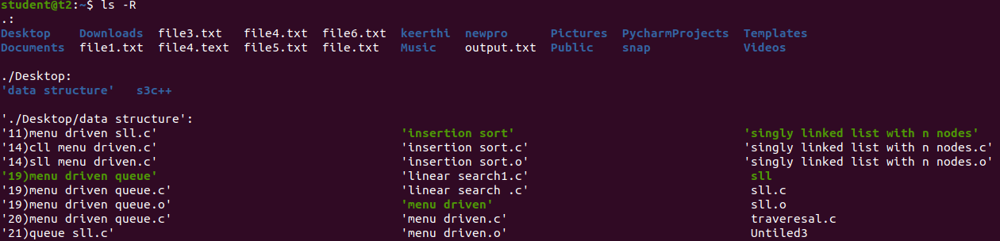 student@t2:~$ ls -R
.:
Desktop Downloads file3.txt file4.txt file6.txt keerthi newpro Pictures PycharmProjects Templates
Documents file1.txt file4.text file5.txt file.txt Music output.txt Public snap Videos
./Desktop:
'data structure' s3c++
'./Desktop/data structure':
'11)menu driven sll.c' 'insertion sort' 'singly linked list with n nodes'
'14)cll menu driven.c' 'insertion sort.c' 'singly linked list with n nodes.c'
'14)sll menu driven.c' 'insertion sort.o' 'singly linked list with n nodes.o'
'19)menu driven queue' 'linear search1.c' sll
'19)menu driven queue.c' 'linear search .c' sll.c
'19)menu driven queue.o' 'menu driven' sll.o
'20)menu driven queue.c' 'menu driven.c' traveresal.c
'21)queue sll.c' 'menu driven.o' Untiled3